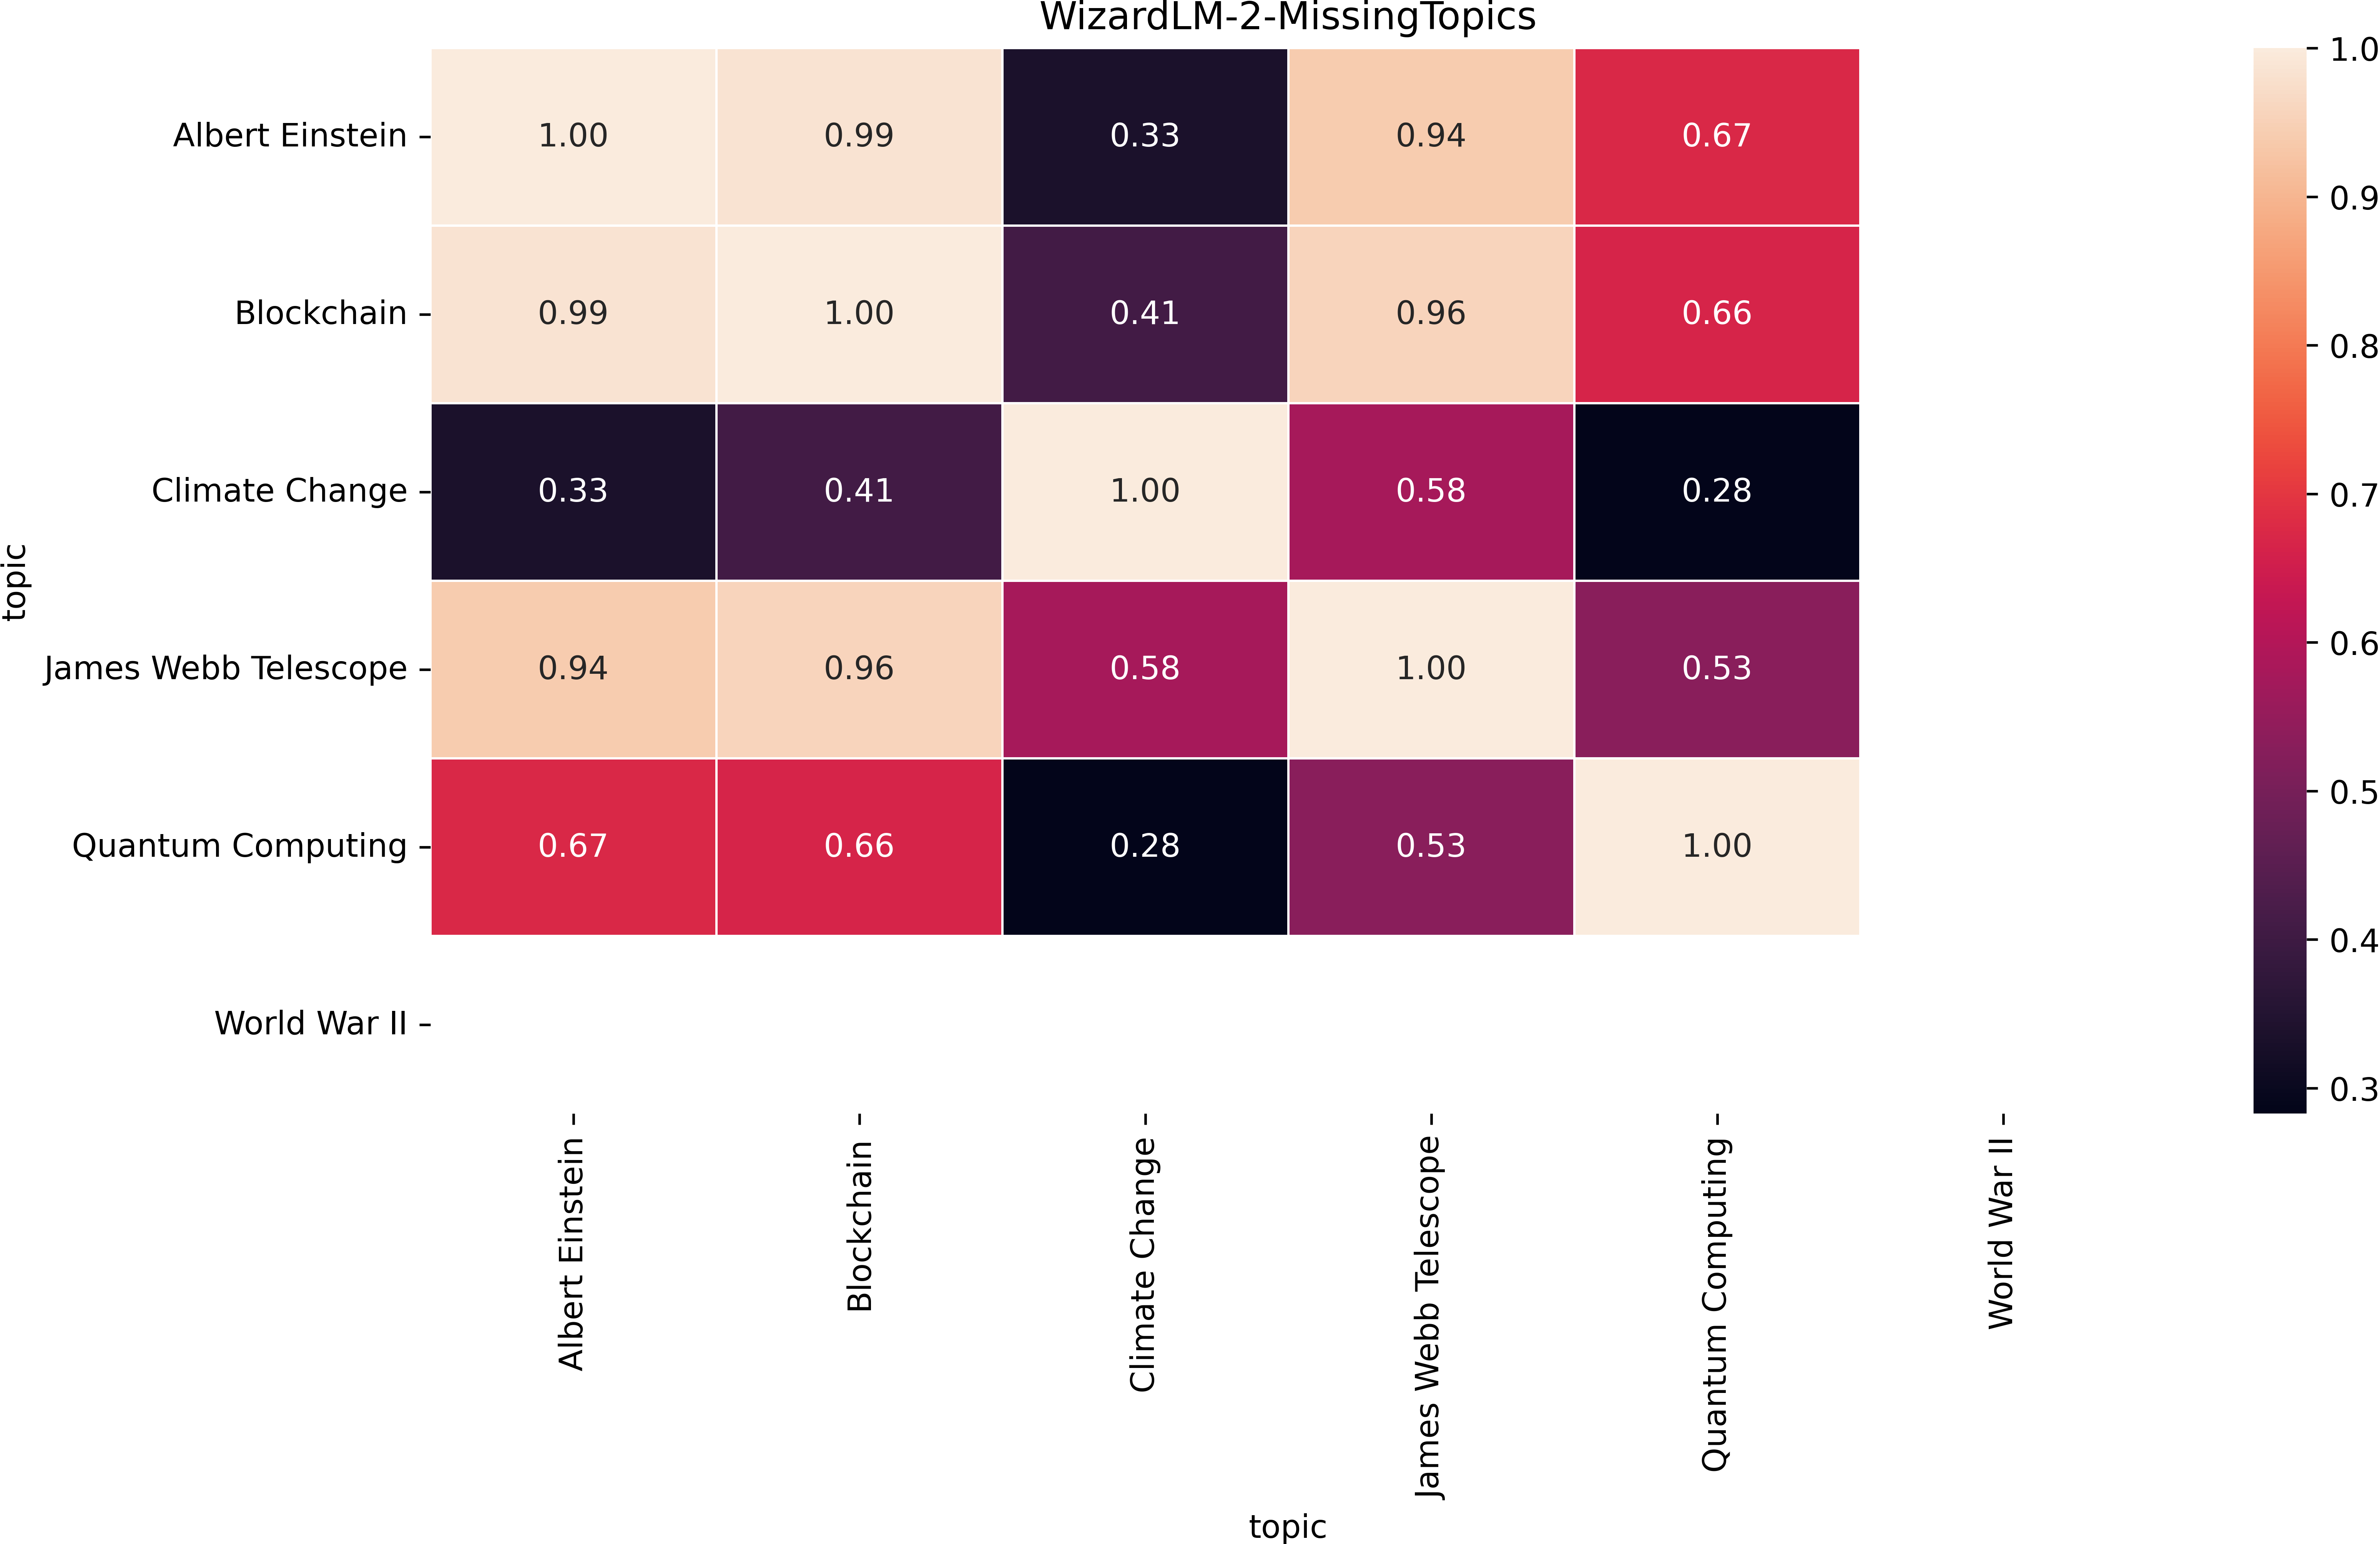 WizardLM-2-MissingTopics
Albert Einstein 1.00 0.99 0.33 0.94 0.67
Blockchain 0.99 1.00 0.41 0.96 0.66
Climate Change 0.33 0.41 1.00 0.58 0.28
James Webb Telescope 0.94 0.96 0.58 1.00 0.53
Quantum Computing 0.67 0.66 0.28 0.53 1.00
World War II
topic
Albert Einstein
Blockchain
Climate Change
James Webb Telescope
Quantum Computing
World War II
topic
1.0
0.9
0.8
0.7
0.6
0.5
0.4
0.3